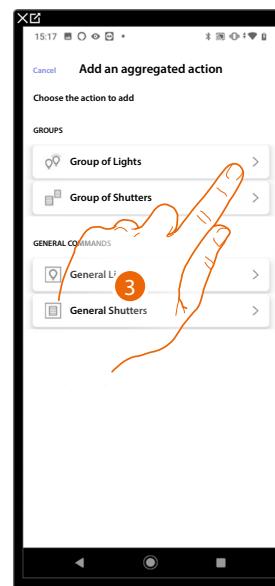 15:17
Cancel Add an aggregated action
Choose the action to add
GROUPS
Group of Lights
Group of Shutters
GENERAL COMMANDS
General Li
3
General Shutters